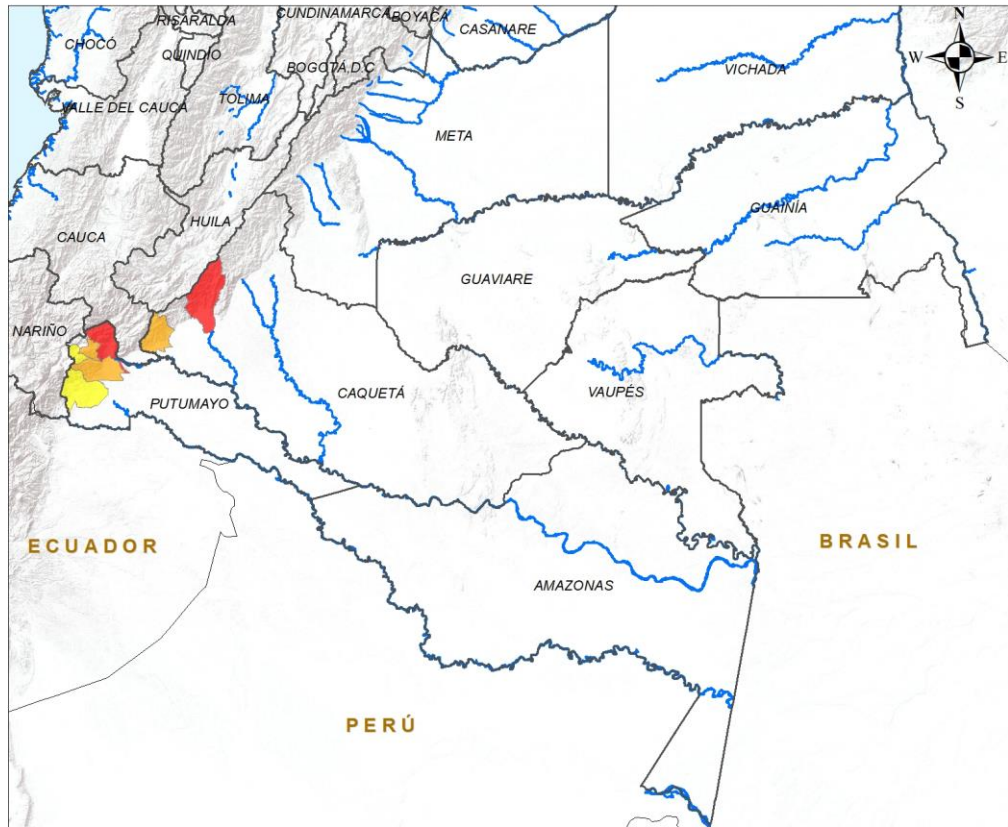 CUNDINAMARCA
BOYACÁ
RISARALDA
CASANARE
N
CHOCÓ
QUINDÍO
BOGOTÁ D.C
W
E
VICHADA
S
VALLE DEL CAUCA
TOLIMA
META
GUAINÍA
HUILA
CAUCA
GUAVIARE
NARIÑO
CAQUETÁ
VAUPÉS
PUTUMAYO
ECUADOR
BRASIL
AMAZONAS
PERÚ